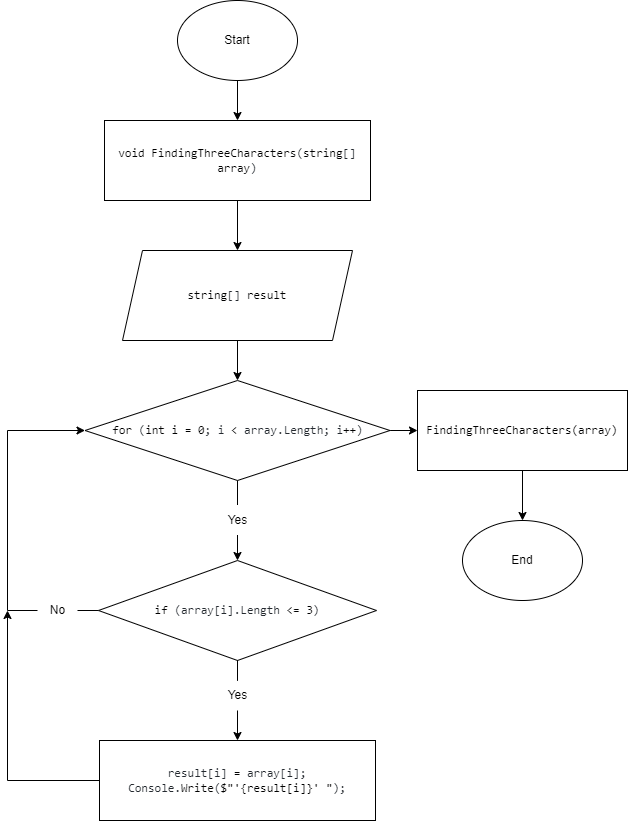 Start
void FindingThreeCharacters(string[]
array)
string[] result
for (int i = 0; i < array.Length; i++)
FindingThreeCharacters(array)
Yes
End
if (array[i].Length <= 3)
No
Yes
result[i] = array[i];
Console.Write($"'{result[i]}' ");